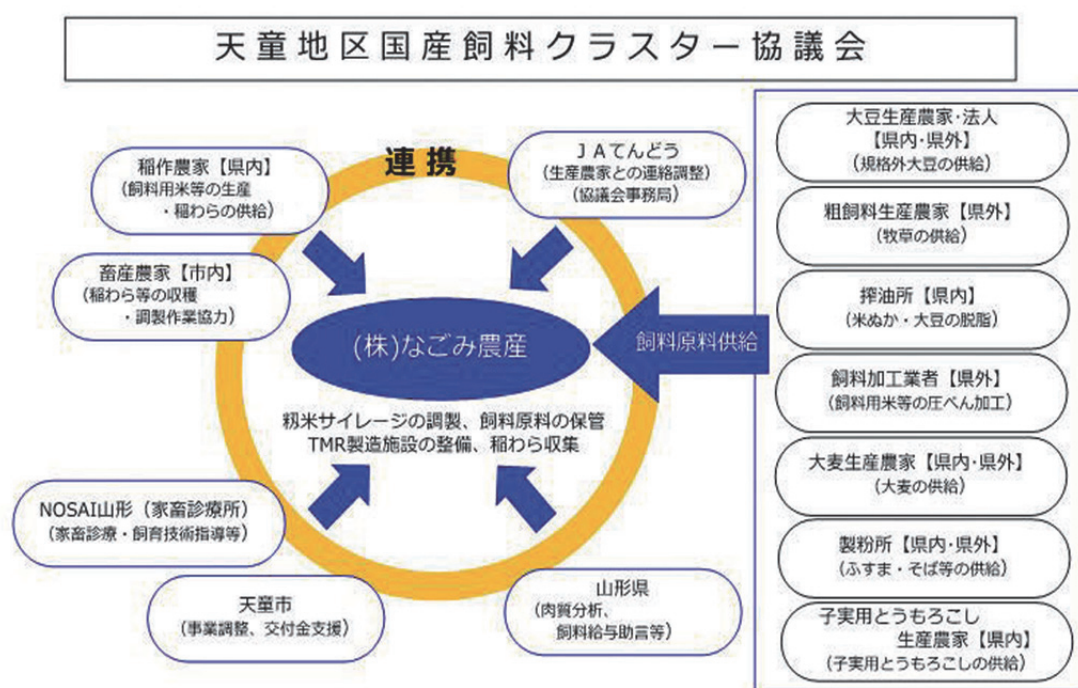 天童地区国産飼料クラスター協議会
連携
稲作農家【県内】
(飼料用米等の生産
・稲わらの供給)
畜産農家【市内】
(稲わら等の収穫
・調製作業協力)
JAてんどう
(生産農家との連絡調整)
(協議会事務局)
(株)なごみ農産
籾米サイレージの調製、飼料原料の保管
TMR製造施設の整備、稲わら収集
飼料原料供給
NOSAI山形(家畜診療所)
(家畜診療・飼育技術指導等)
天童市
(事業調整、交付金支援)
山形県
(肉質分析、
飼料給与助言等)
大豆生産農家・法人
【県内・県外】
(規格外大豆の供給)
粗飼料生産農家【県外】
(牧草の供給)
搾油所【県内】
(米ぬか・大豆の脱脂)
飼料加工業者【県外】
(飼料用米等の圧ぺん加工)
大麦生産農家【県内・県外】
(大麦の供給)
製粉所【県内・県外】
(ふすま・そば等の供給)
子実用とうもろこし
生産農家【県内】
(子実用とうもろこしの供給)